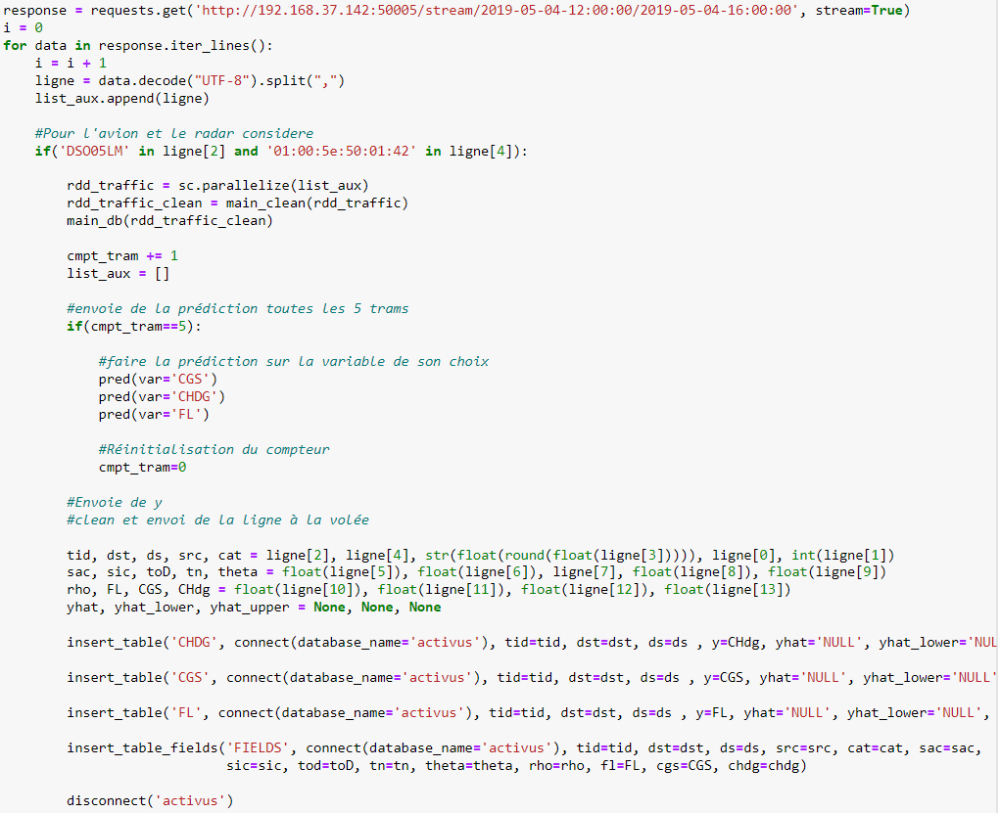 response = requests.get('http://192.168.37.142:50005/stream/2019-05-04-12:00:00/2019-05-04-16:00:00', stream=True)
i = 0
for data in response.iter_lines():
    i = i + 1
    ligne = data.decode("UTF-8").split(",")
    list_aux.append(ligne)

    #Pour l'avion et le radar considere
    if('DSO05LM' in ligne[2] and '01:00:5e:50:01:42' in ligne[4]):

        rdd_traffic = sc.parallelize(list_aux)
        rdd_traffic_clean = main_clean(rdd_traffic)
        main_db(rdd_traffic_clean)

        cmpt_tram += 1
        list_aux = []

        #envoie de la prédiction toutes les 5 trams
        if(cmpt_tram==5):

            #faire la prédiction sur la variable de son choix
            pred(var='CGS')
            pred(var='CHDG')
            pred(var='FL')

            #Réinitialisation du compteur
            cmpt_tram=0

        #Envoie de y
        #clean et envoi de la ligne à la volée

        tid, dst, ds, src, cat = ligne[2], ligne[4], str(float(round(float(ligne[3])))), ligne[0], int(ligne[1])
        sac, sic, toD, tn, theta = float(ligne[5]), float(ligne[6]), ligne[7], float(ligne[8]), float(ligne[9])
        rho, FL, CGS, CHdg = float(ligne[10]), float(ligne[11]), float(ligne[12]), float(ligne[13])
        yhat, yhat_lower, yhat_upper = None, None, None

        insert_table('CHDG', connect(database_name='activus'), tid=tid, dst=dst, ds=ds , y=CHdg, yhat='NULL', yhat_lower='NUL

        insert_table('CGS', connect(database_name='activus'), tid=tid, dst=dst, ds=ds , y=CGS, yhat='NULL', yhat_lower='NULL'

        insert_table('FL', connect(database_name='activus'), tid=tid, dst=dst, ds=ds , y=FL, yhat='NULL', yhat_lower='NULL',

        insert_table_fields('FIELDS', connect(database_name='activus'), tid=tid, dst=dst, ds=ds, src=src, cat=cat, sac=sac,
                            sic=sic, tod=toD, tn=tn, theta=theta, rho=rho, fl=FL, cgs=CGS, chdg=chdg)

        disconnect('activus')